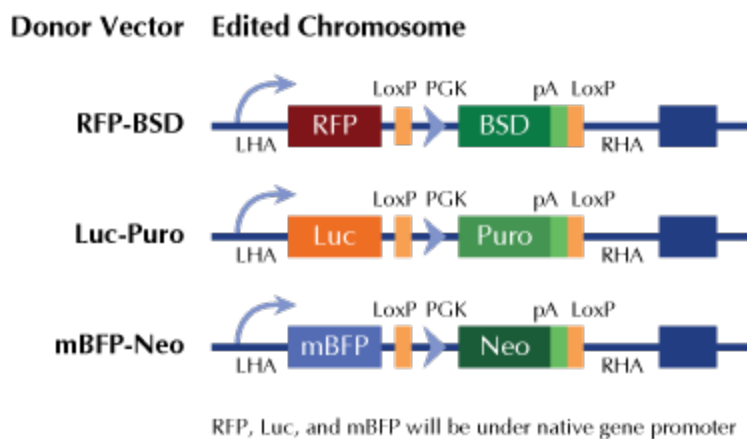 Donor Vector Edited Chromosome
LoxP PGK pA LoxP
RFP-BSD RFP BSD
LHA RHA
LoxP PGK pA LoxP
Luc-Puro Luc Puro
LHA RHA
LoxP PGK pA LoxP
mBFP-Neo mBFP Neo
LHA RHA
RFP, Luc, and mBFP will be under native gene promoter